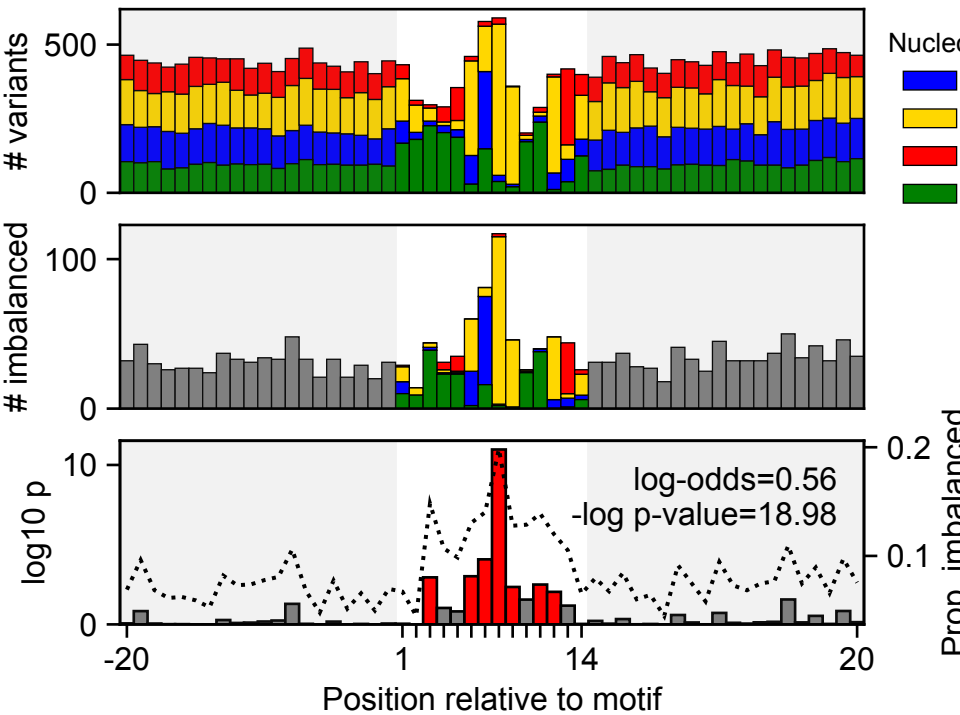 # variants
500
0
Nuclec
# imbalanced
100
0
log10 p
10
0
log-odds=0.56
-log p-value=18.98
0.2
0.1
Prop. imbalanced
-20
1
14
20
Position relative to motif